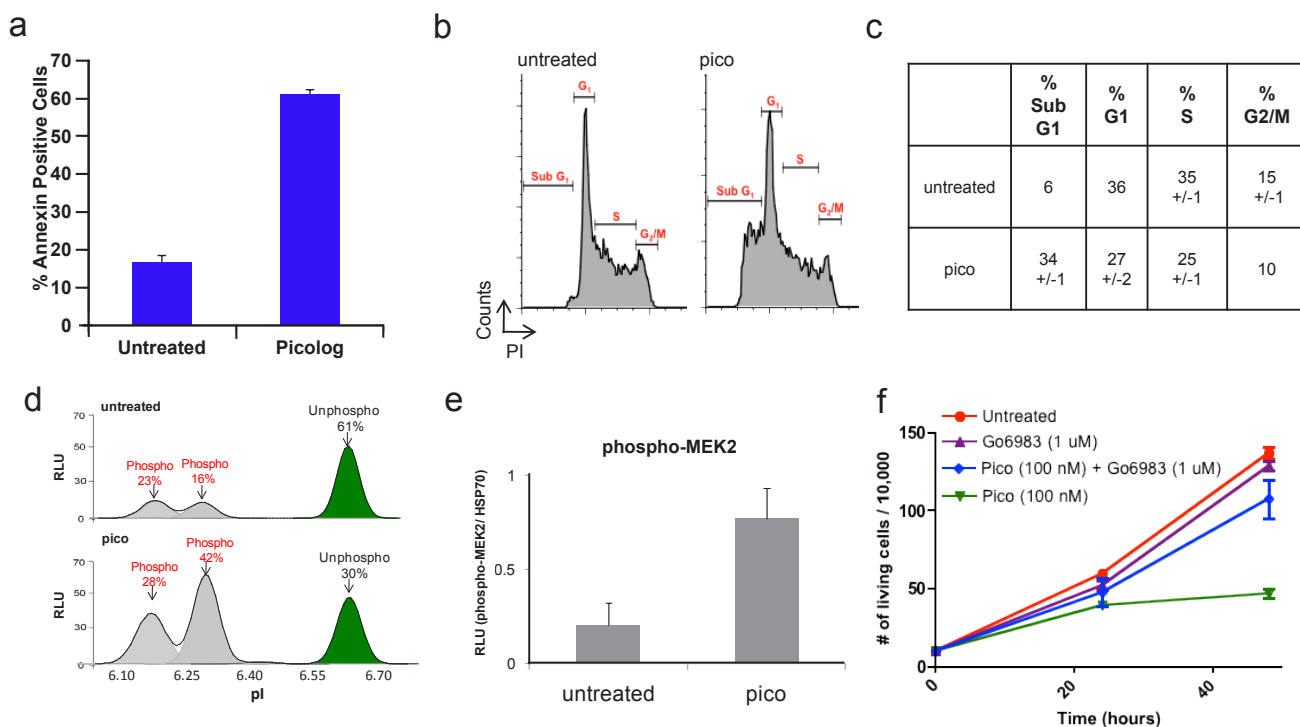 a
70
60
50
40
30
20
10
0
% Annexin Positive Cells
Untreated
Picolog
b
untreated
pico
G1
Sub G1
S
G2/M
G1
S
Sub G1
G2/M
Counts
PI
c
% Sub G1
% G1
% S
% G2/M
untreated
6
36
35 +/-1
15 +/-1
pico
34 +/-1
27 +/-2
25 +/-1
10
d
untreated
70
50
30
0
RLU
Phospho
23%
Phospho
16%
Unphospho
61%
pico
70
50
30
0
RLU
Phospho
28%
Phospho
42%
Unphospho
30%
6.10 6.25 6.40 6.55 6.70
pI
e
phospho-MEK2
1
0.5
0
RLU (phospho-MEK2/ HSP70)
untreated
pico
f
Untreated
Go6983 (1 uM)
Pico (100 nM) + Go6983 (1 uM)
Pico (100 nM)
150
100
50
0
# of living cells / 10,000
0
20
40
Time (hours)